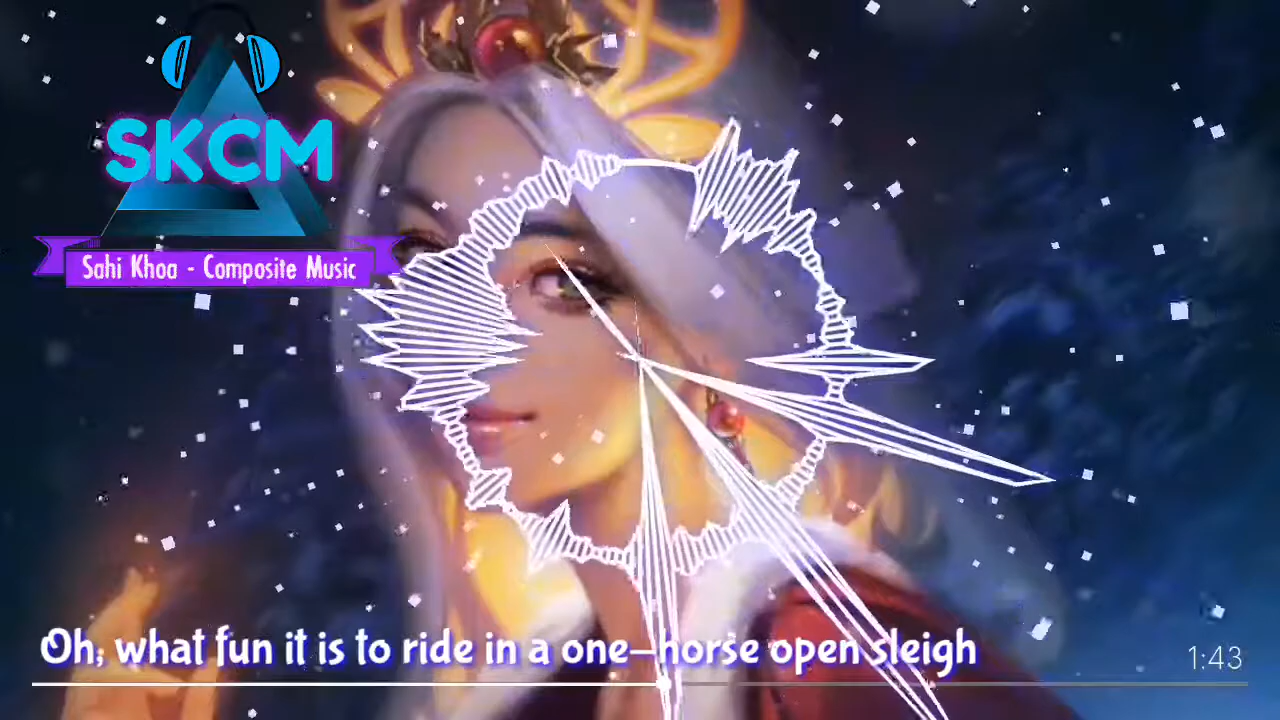 SKCM
Sahi Khoa - Composite Music
Oh, what fun it is to ride in a one-horse open sleigh
1:43